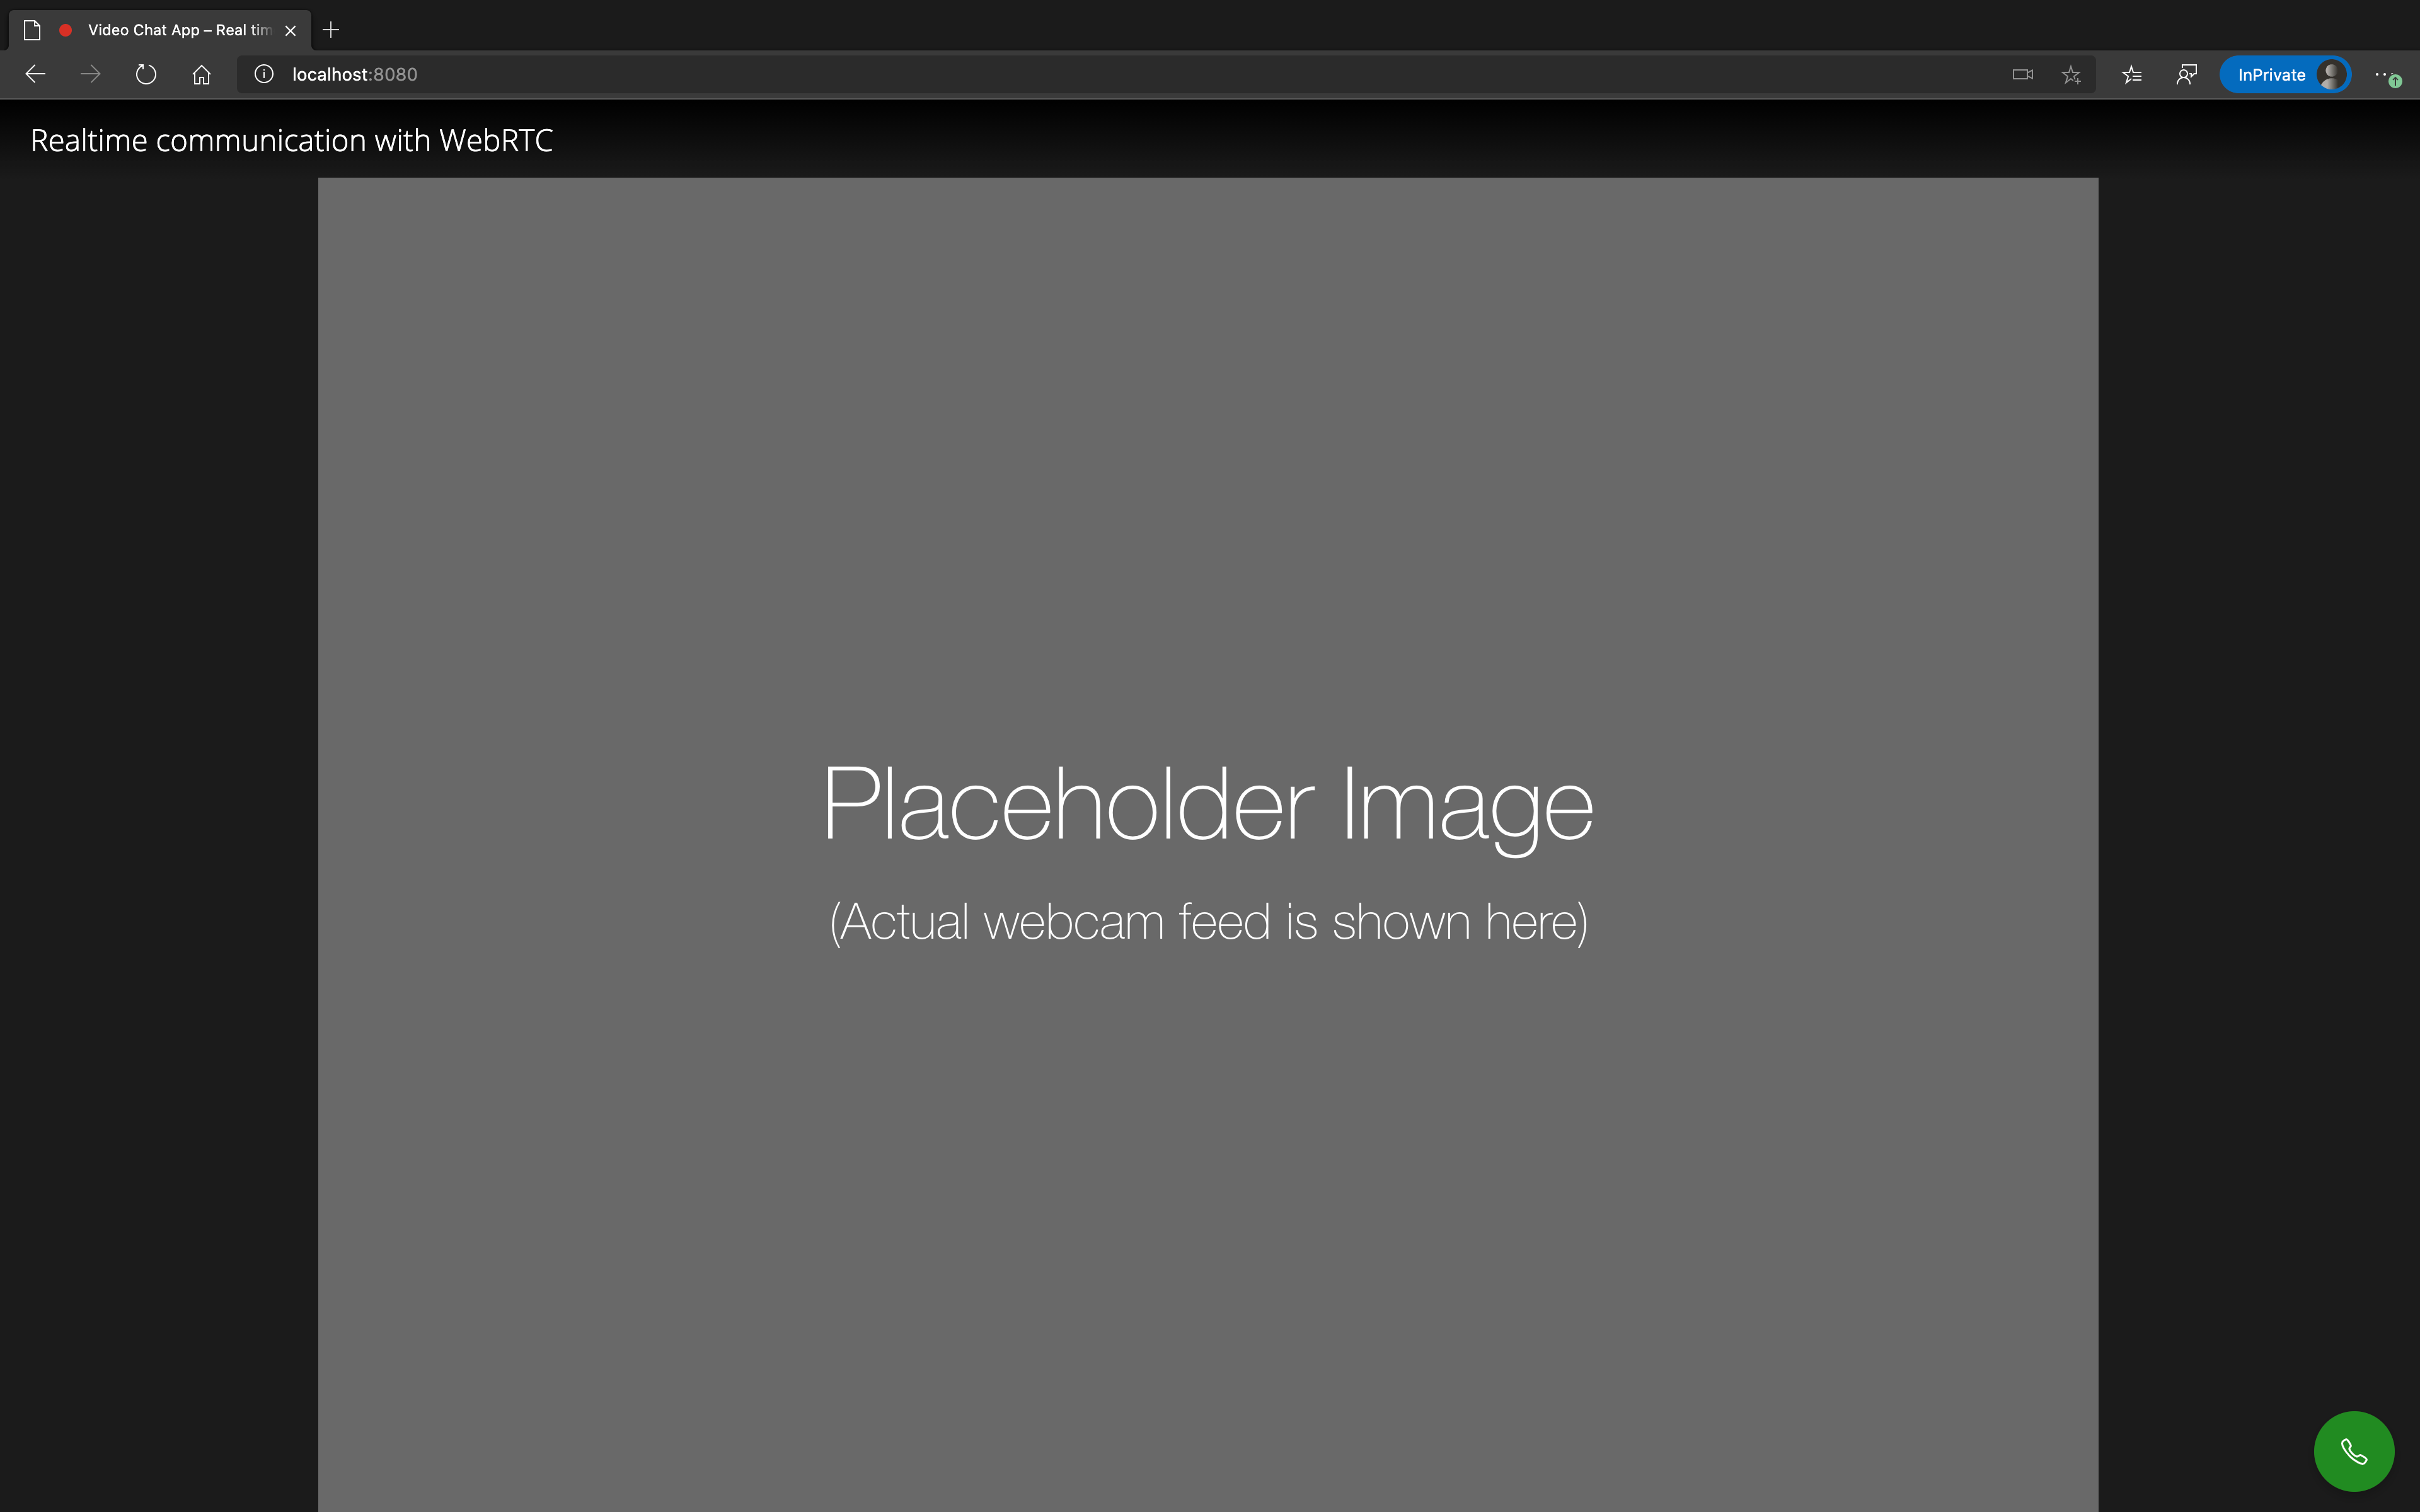 Video Chat App – Real tim
localhost:8080
InPrivate
Realtime communication with WebRTC
Placeholder Image
(Actual webcam feed is shown here)